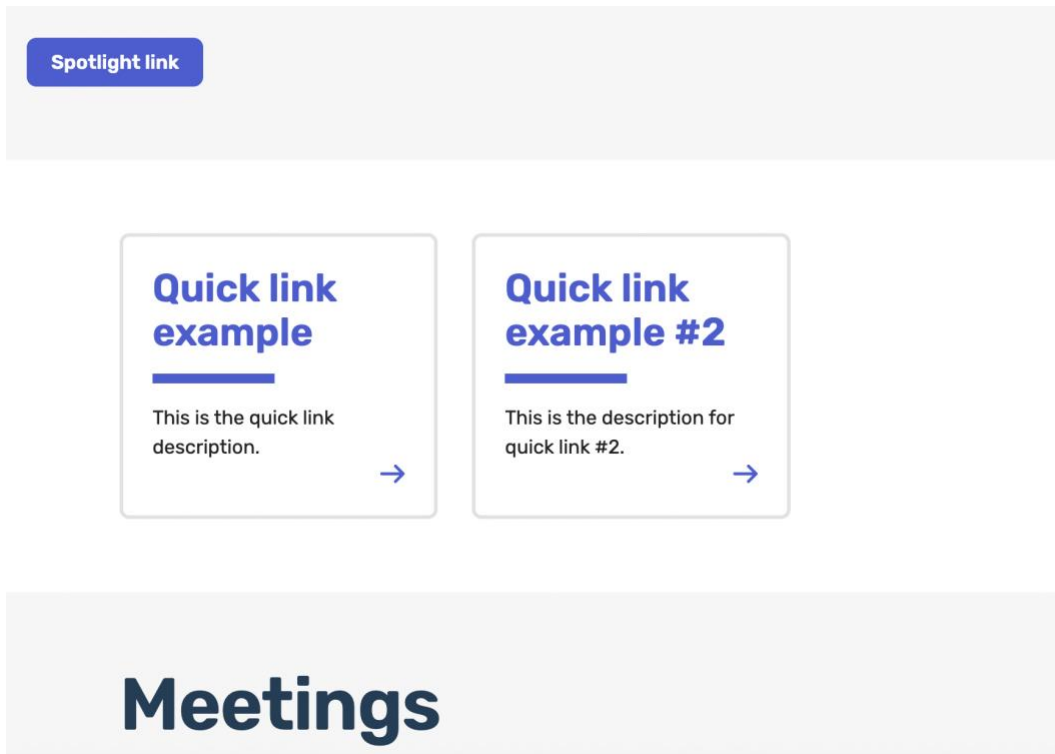 Spotlight link
Quick link
example
This is the quick link
description.
Quick link
example #2
This is the description for
quick link #2.
Meetings